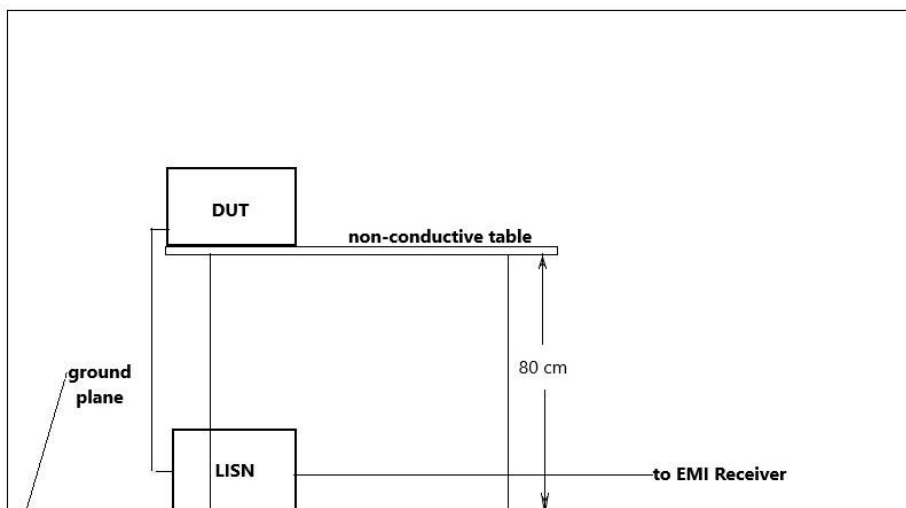 DUT
non-conductive table
80 cm
ground
plane
LISN
to EMI Receiver